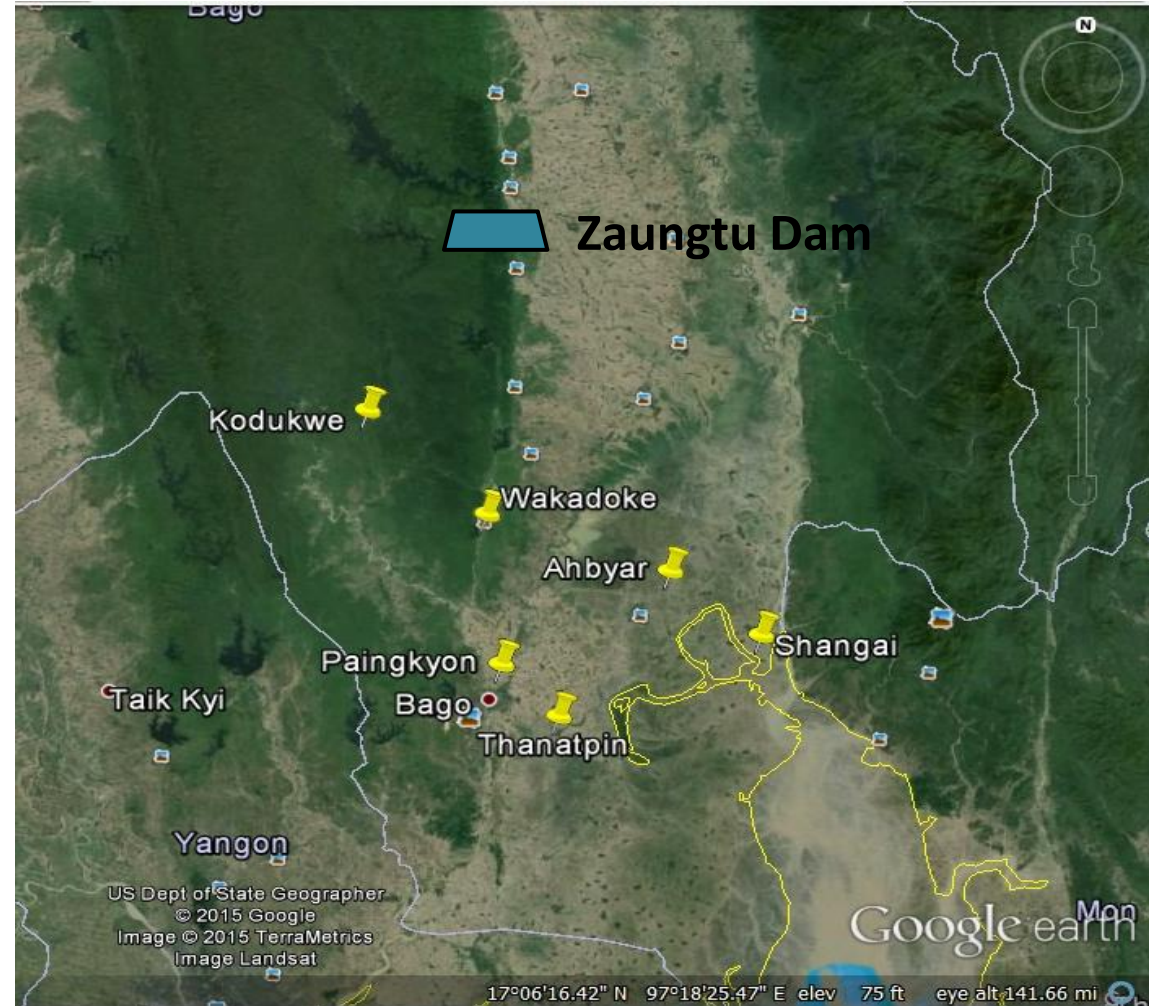 Bago
N
Zaungtu Dam
Kodukwe
Wakadoke
Ahbyar
Shangai
Paingkyon
Taik Kyi
Bago
Thanatpin
Yangon
US Dept of State Geographer
© 2015 Google
Image © 2015 TerraMetrics
Image Landsat
Google earth
Mon
17°06'16.42" N 97°18'25.47" E elev 75 ft eye alt 141.66 mi